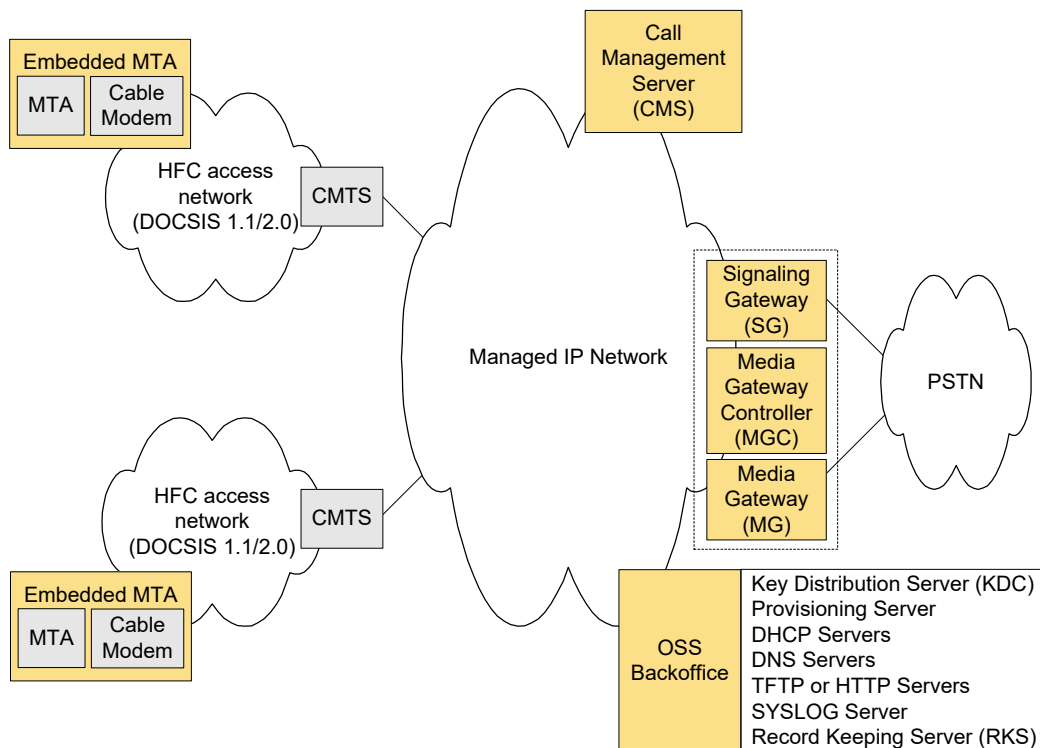 Embedded MTA
MTA
Cable
Modem
HFC access
network
(DOCSIS 1.1/2.0)
CMTS
Call
Management
Server
(CMS)
Managed IP Network
Signaling
Gateway
(SG)
Media
Gateway
Controller
(MGC)
Media
Gateway
(MG)
PSTN
HFC access
network
(DOCSIS 1.1/2.0)
CMTS
Embedded MTA
MTA
Cable
Modem
OSS
Backoffice
Key Distribution Server (KDC)
Provisioning Server
DHCP Servers
DNS Servers
TFTP or HTTP Servers
SYSLOG Server
Record Keeping Server (RKS)